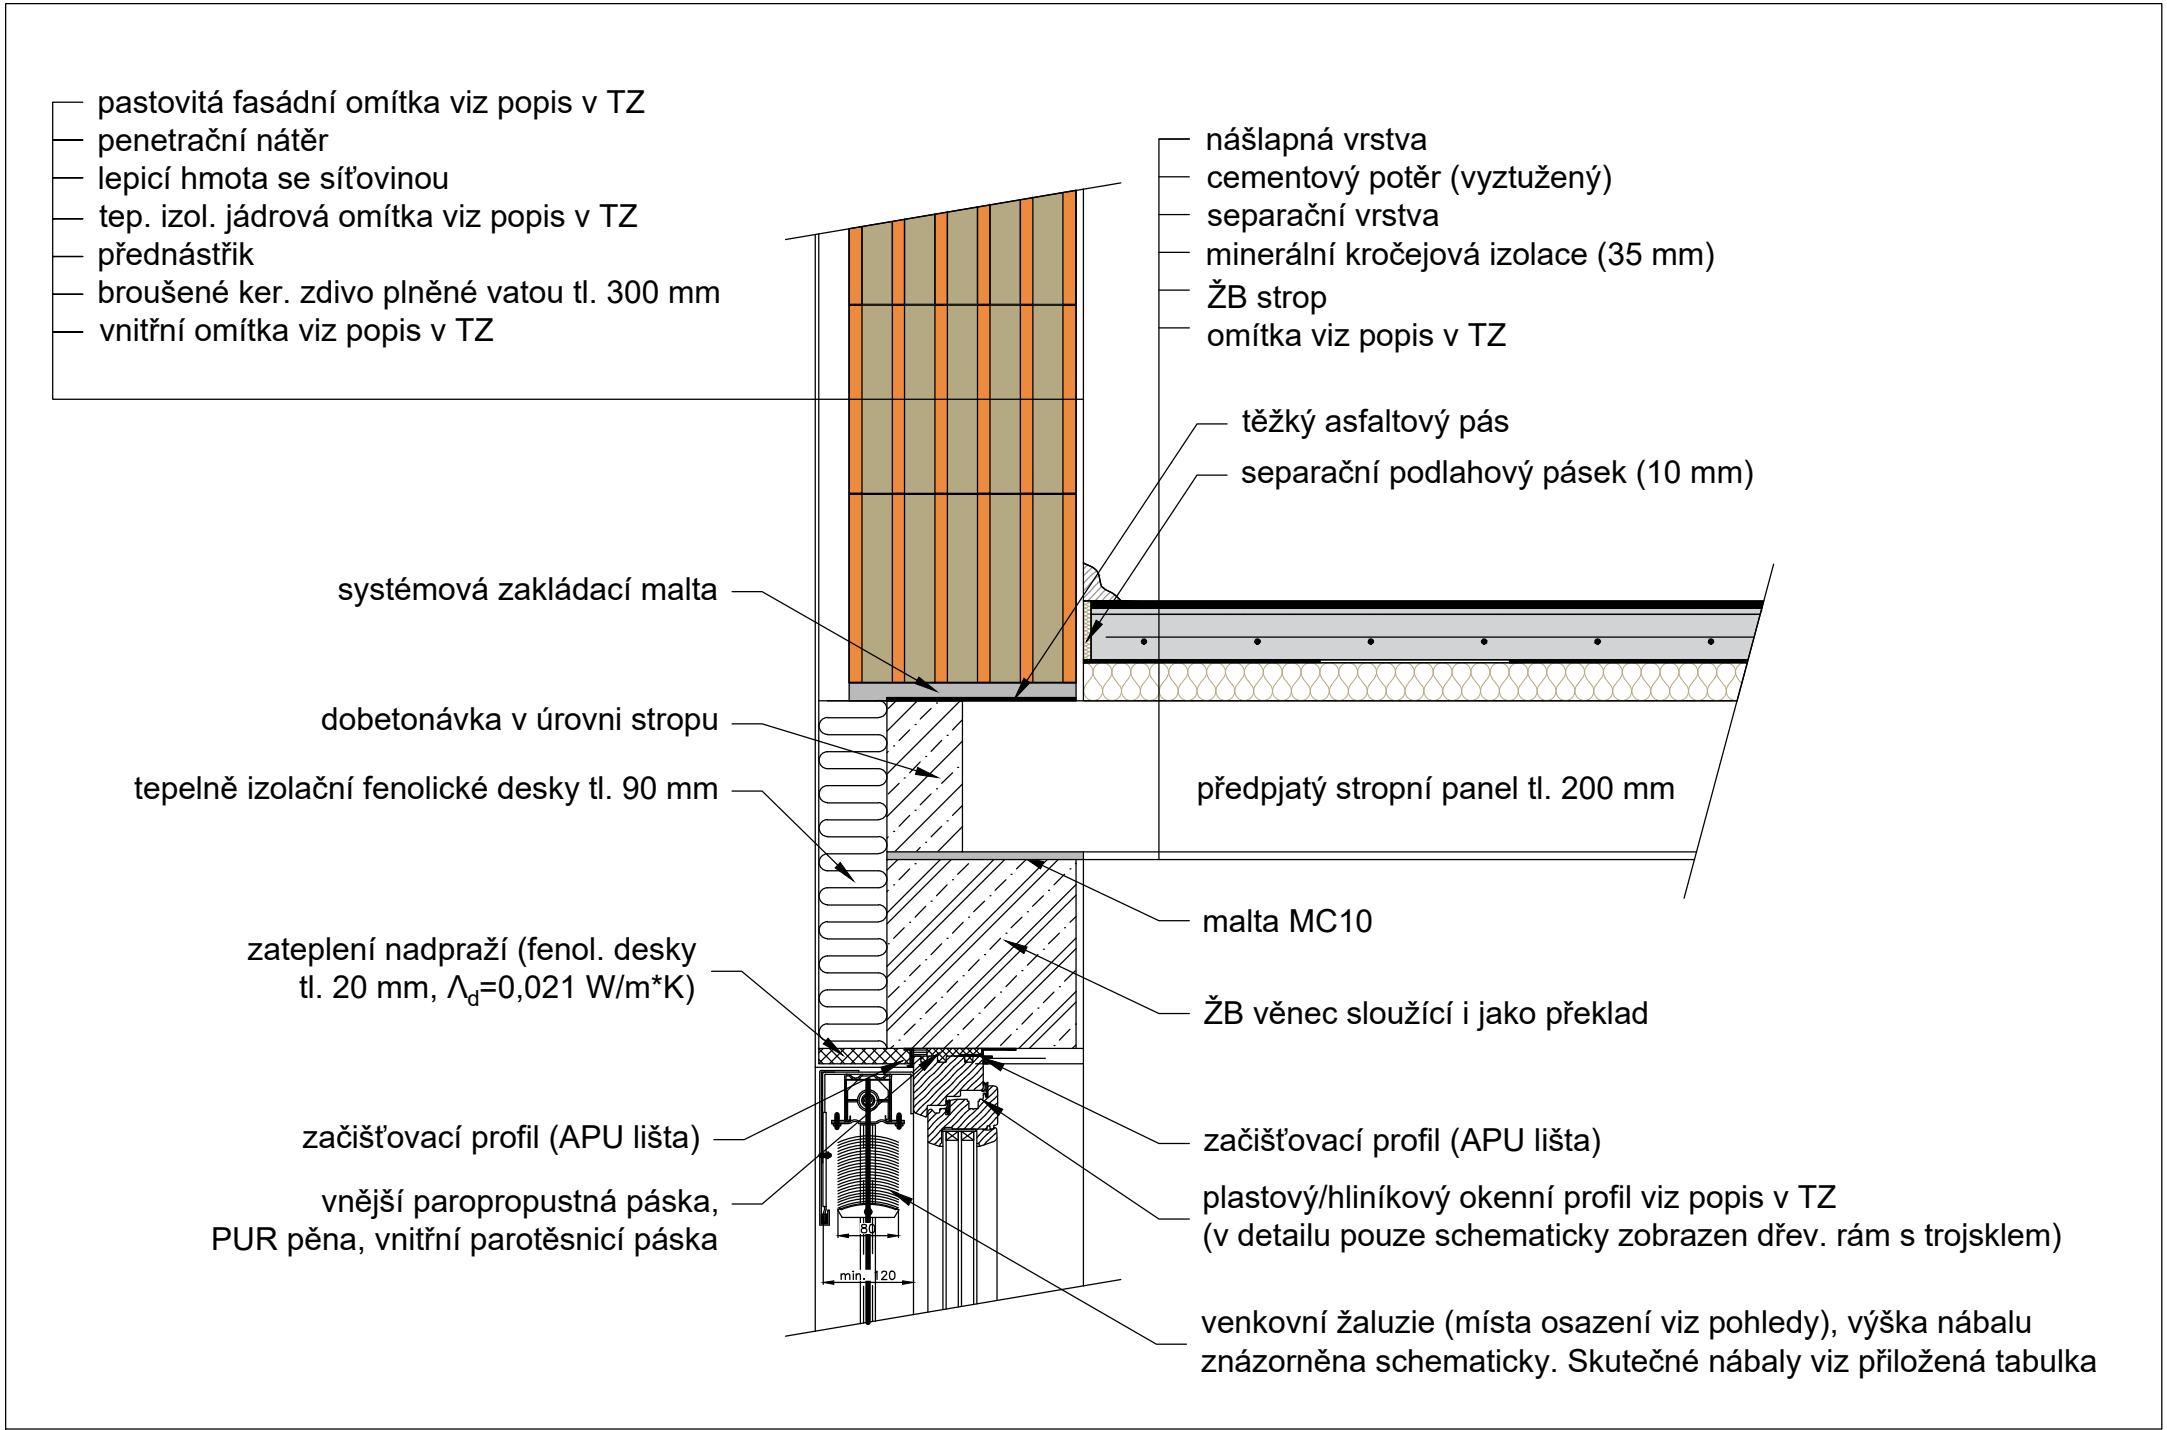 pastovitá fasádní omítka viz popis v TZ
penetrační nátěr
lepicí hmota se síťovinou
tep. izol. jádrová omítka viz popis v TZ
přednástřik
broušené ker. zdivo plněné vatou tl. 300 mm
vnitřní omítka viz popis v TZ
nášlapná vrstva
cementový potěr (vyztužený)
separační vrstva
minerální kročejová izolace (35 mm)
ŽB strop
omítka viz popis v TZ
těžký asfaltový pás
separační podlahový pásek (10 mm)
systémová zakládací malta
dobetonávka v úrovni stropu
tepelně izolační fenolické desky tl. 90 mm
předpjatý stropní panel tl. 200 mm
zateplení nadpraží (fenol. desky
tl. 20 mm, Λd=0,021 W/m*K)
malta MC10
ŽB věnec sloužící i jako překlad
začišťovací profil (APU lišta)
vnější paropropustná páska,
PUR pěna, vnitřní parotěsnicí páska
80
min. 120
začišťovací profil (APU lišta)
plastový/hliníkový okenní profil viz popis v TZ
(v detailu pouze schematicky zobrazen dřev. rám s trojsklem)
venkovní žaluzie (místa osazení viz pohledy), výška nábalu
znázorněna schematicky. Skutečné nábaly viz přiložená tabulka